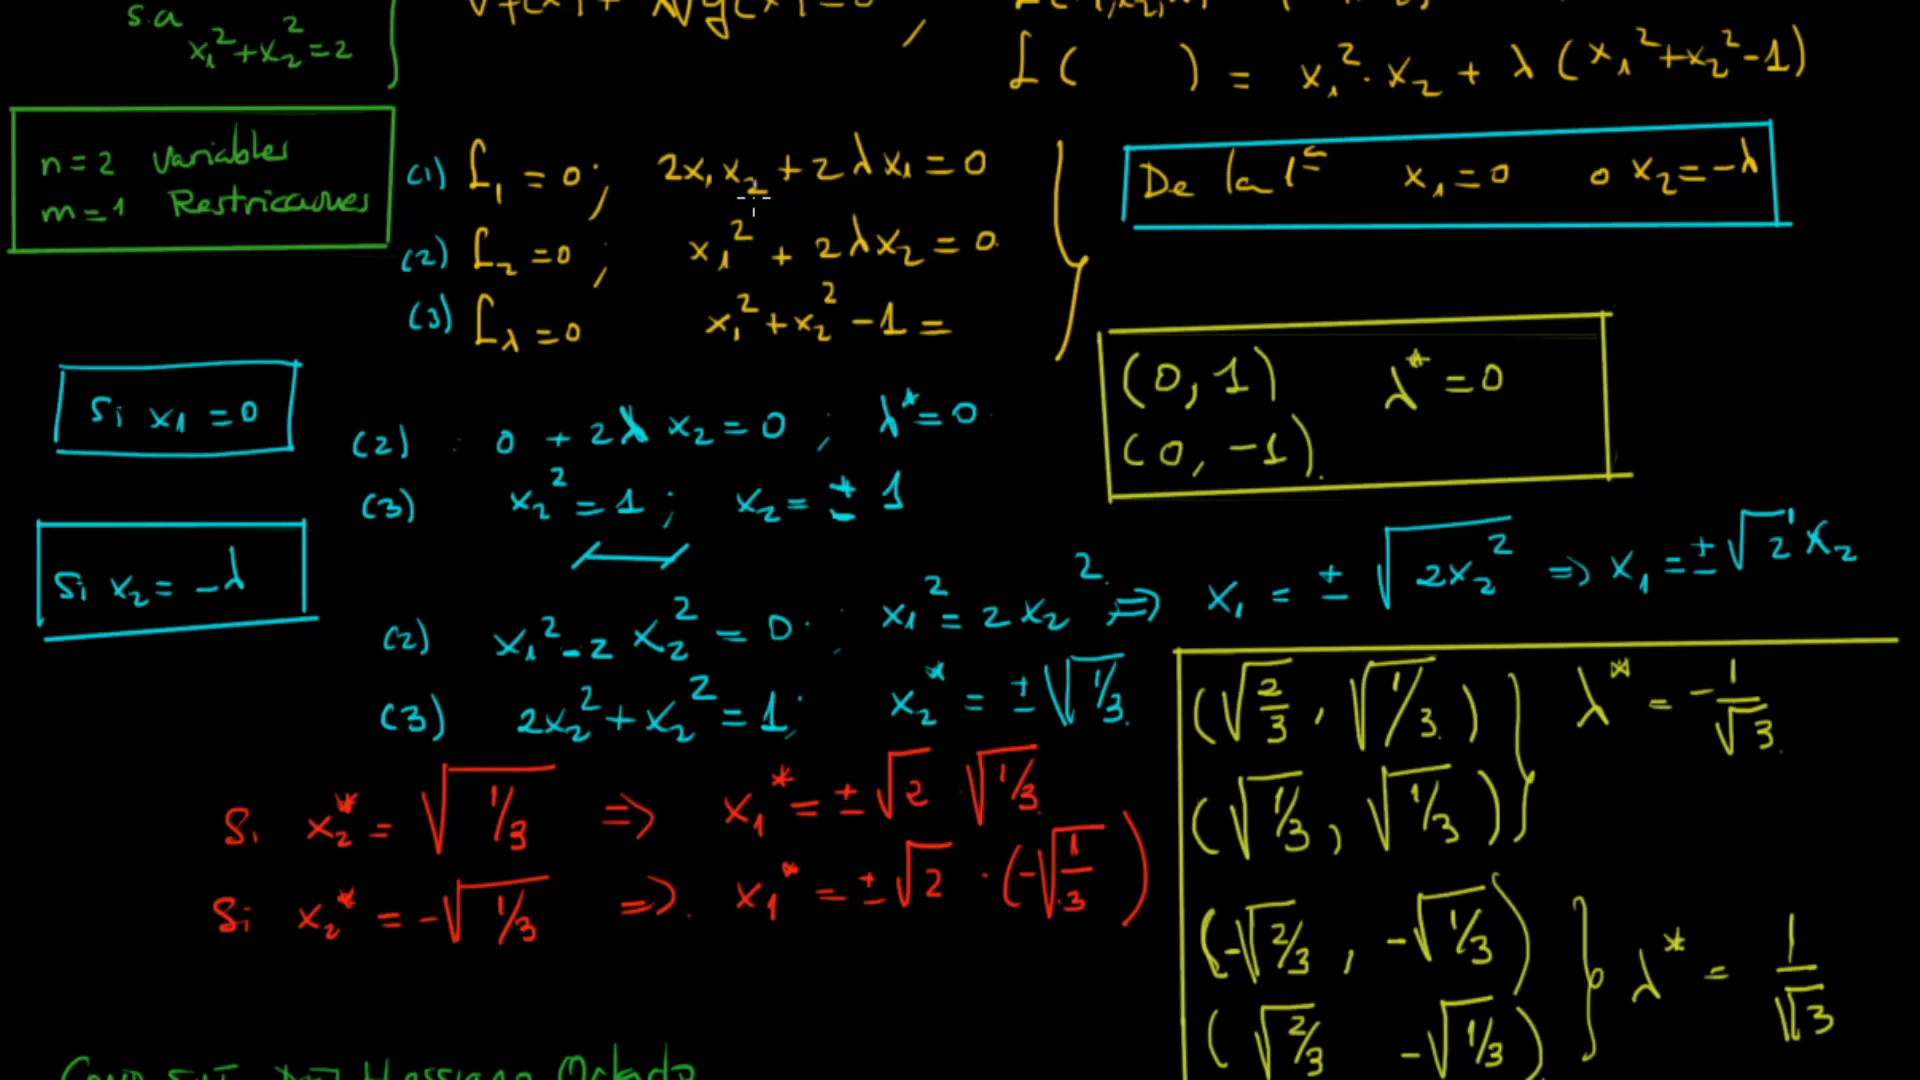 s.a
x₁²+x₂²=2
£( ) = x₁²·x₂ + λ(x₁²+x₂²-1)
n=2 variables
m=1 Restricciones
(1) £₁ = 0; 2x₁x₂ + 2λx₁ = 0
(2) £₂ = 0; x₁² + 2λx₂ = 0
(3) £λ = 0 x₁² + x₂² - 1 =
De la 1ª x₁=0 o x₂=-λ
(0, 1) λ* = 0
(0, -1).
Si x₁ = 0
(2) : 0 + 2λx₂ = 0; λ* = 0
(3) x₂² = 1; x₂ = ± 1
Si x₂ = -λ
(2) x₁² - 2x₂² = 0. x₁² = 2x₂² => x₁ = ± √(2x₂²) => x₁ = ± √2 x₂
(3) 2x₂² + x₂² = 1; x₂* = ± √(1/3)
Si x₂* = √(1/3) => x₁* = ± √2 · √(1/3)
Si x₂* = -√(1/3) => x₁* = ± √2 · (-√(1/3))
(√(2/3), √(1/3)) } λ* = -1/√3
(√(1/3), √(1/3))
(-√(2/3), -√(1/3)) } λ* = 1/√3
(√(2/3) -√(1/3))
Hessiano Orlado